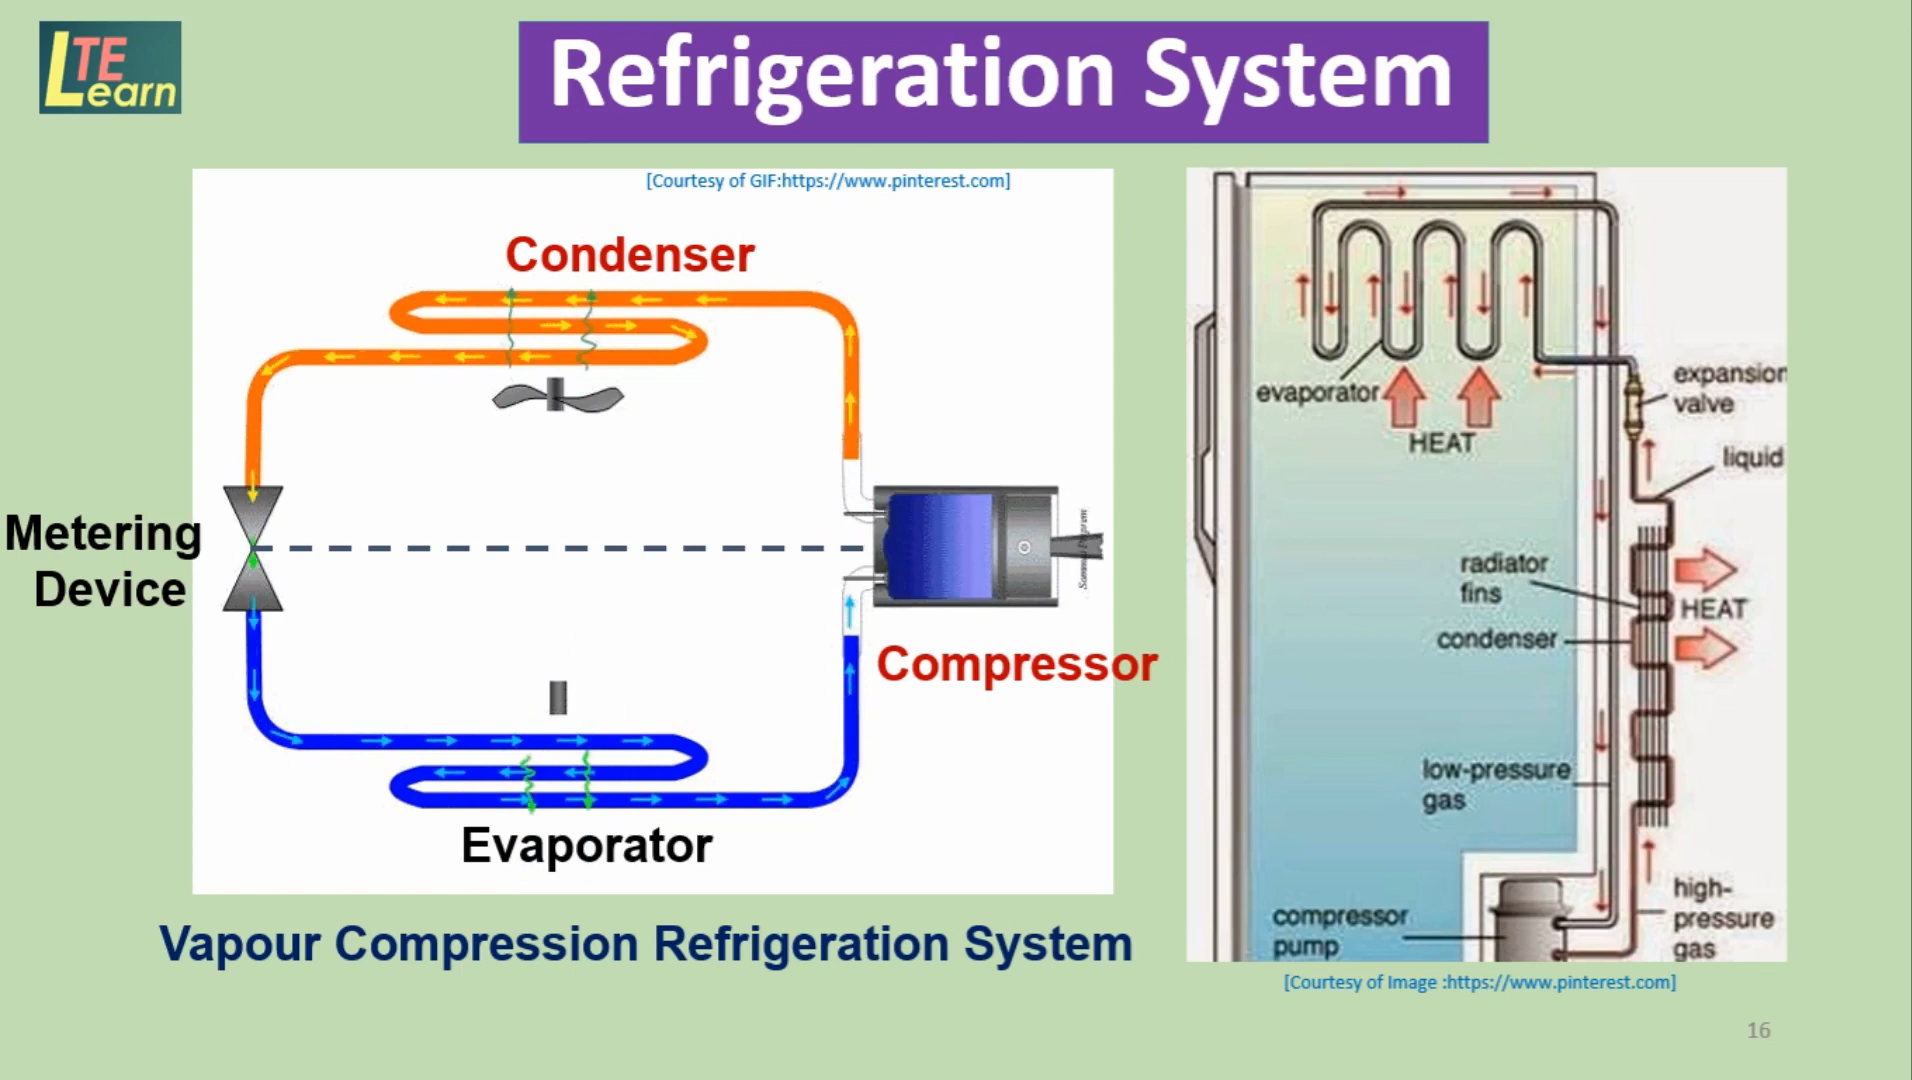 LTE
Learn
Refrigeration System
[Courtesy of GIF:https://www.pinterest.com]
Condenser
Metering
Device
Compressor
Evaporator
Vapour Compression Refrigeration System
evaporator
HEAT
expansion
valve
liquid
radiator
fins
HEAT
condenser
low-pressure
gas
compressor
pump
high-
pressure
gas
[Courtesy of Image :https://www.pinterest.com]
16